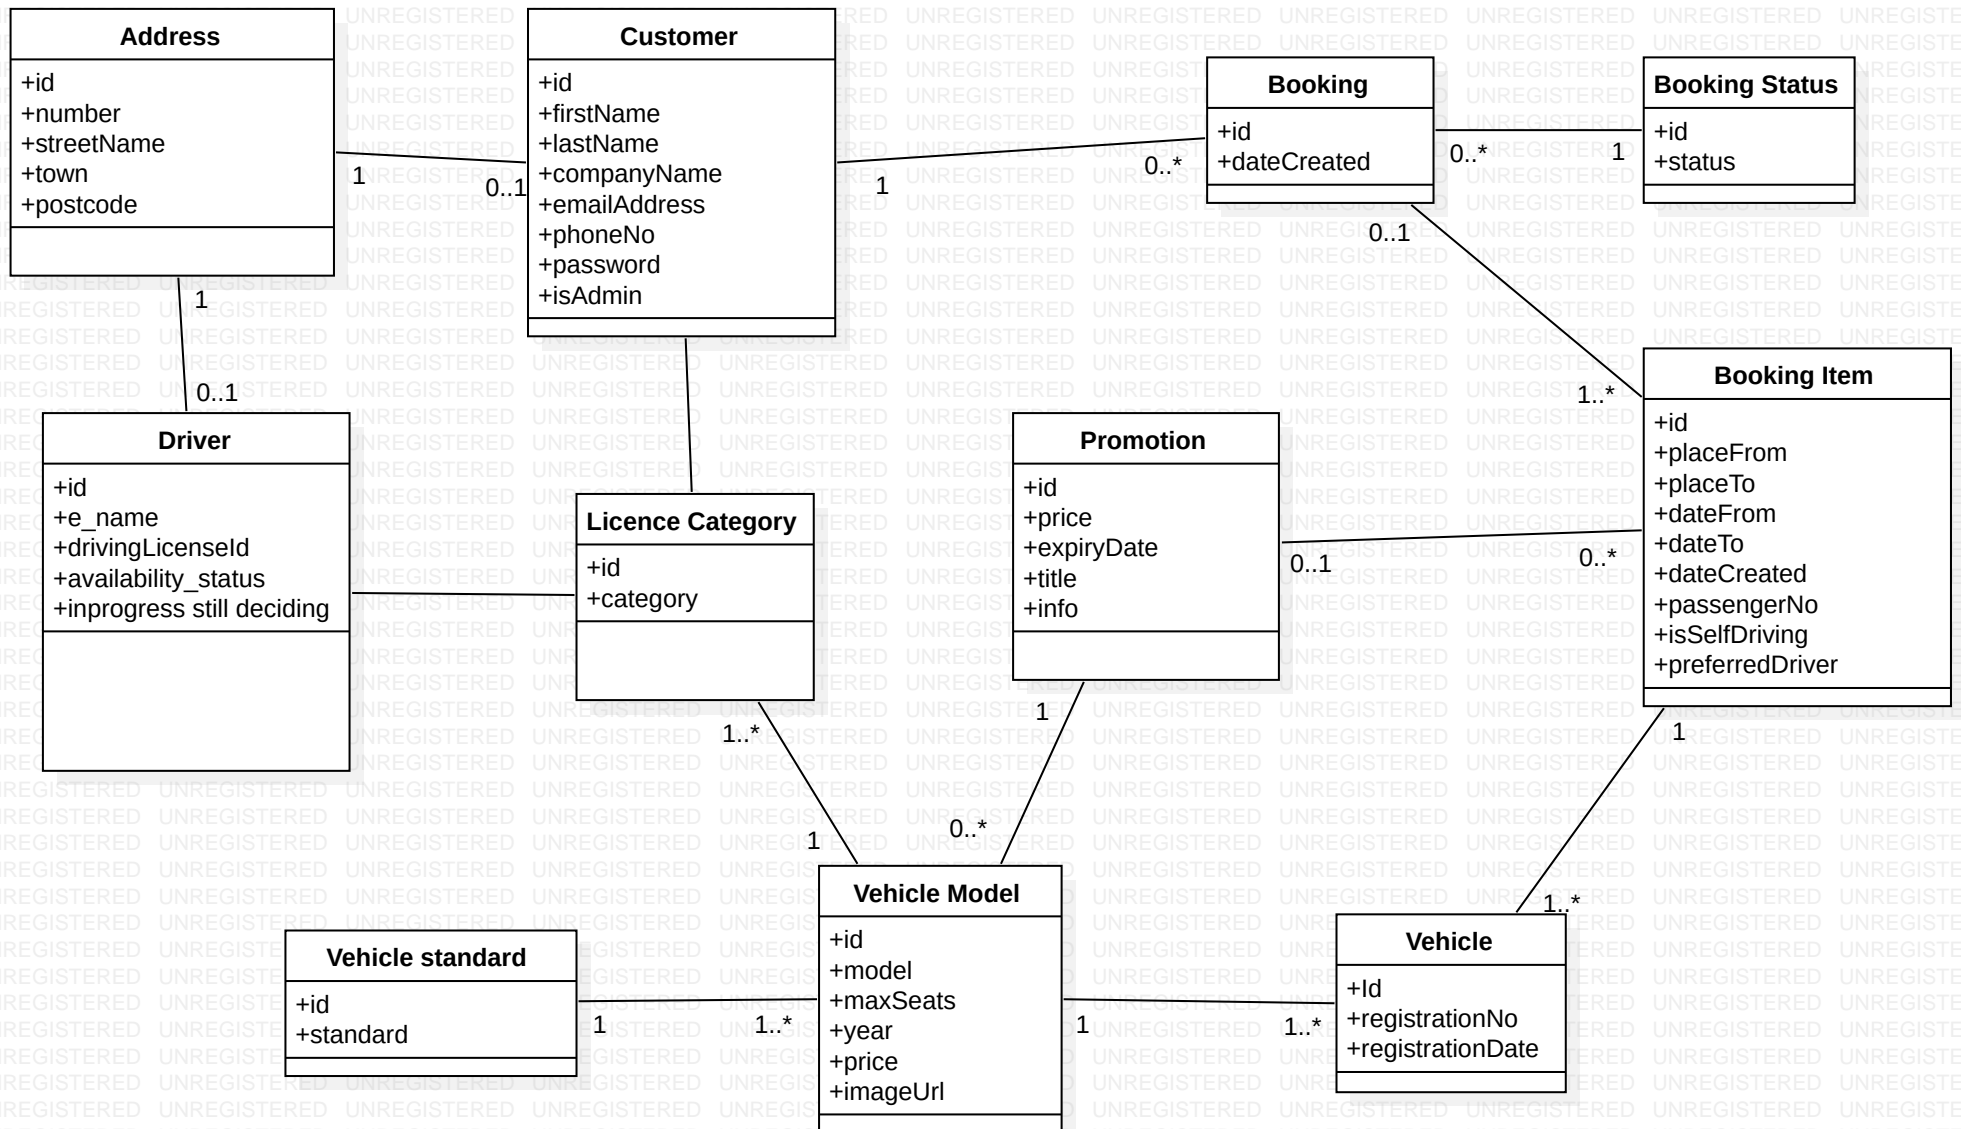 Address
+id
+number
+streetName
+town
+postcode
Customer
+id
+firstName
+lastName
+companyName
+emailAddress
+phoneNo
+password
+isAdmin
Booking
+id
+dateCreated
Booking Status
+id
+status
1
0..1
1
0..*
0..*
1
0..1
1..*
1
0..1
Driver
+id
+e_name
+drivingLicenseId
+availability_status
+inprogress still deciding
Licence Category
+id
+category
Promotion
+id
+price
+expiryDate
+title
+info
Booking Item
+id
+placeFrom
+placeTo
+dateFrom
+dateTo
+dateCreated
+passengerNo
+isSelfDriving
+preferredDriver
0..1
0..*
1..*
1
1
0..*
1
1..*
Vehicle standard
+id
+standard
1
1..*
Vehicle Model
+id
+model
+maxSeats
+year
+price
+imageUrl
1
1..*
Vehicle
+Id
+registrationNo
+registrationDate
UNREGISTERED